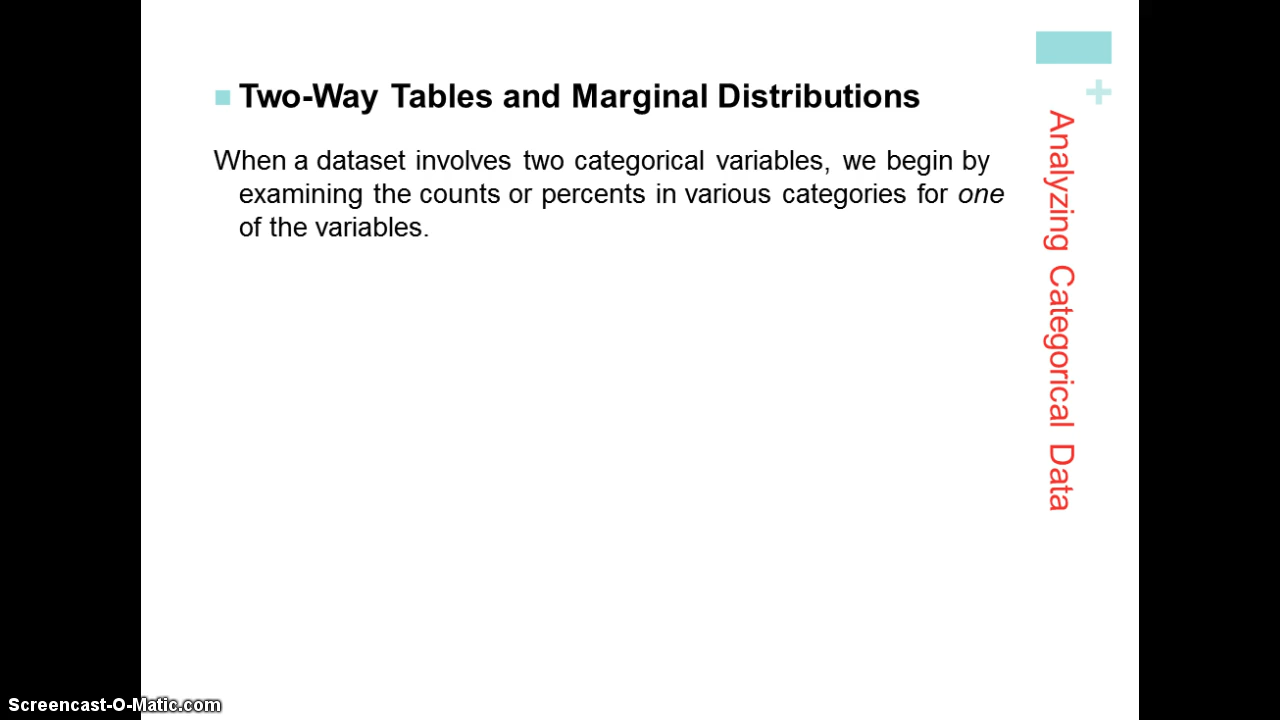 Two-Way Tables and Marginal Distributions
When a dataset involves two categorical variables, we begin by
examining the counts or percents in various categories for one
of the variables.
+
Analyzing Categorical Data
Screencast-O-Matic.com